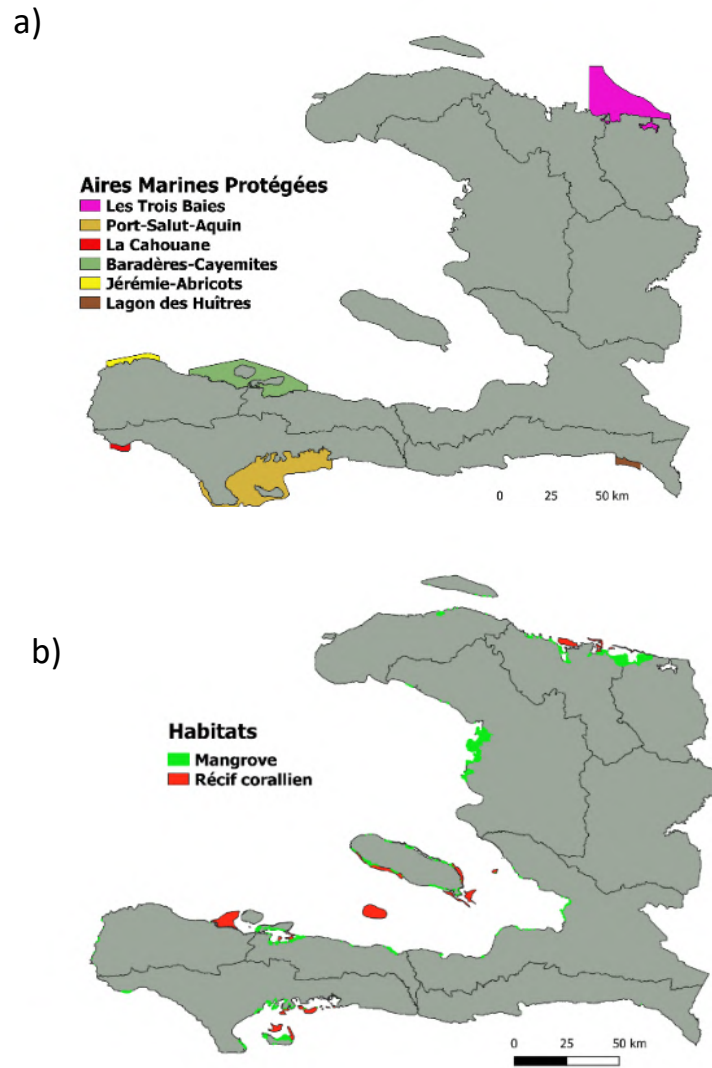 a)
Aires Marines Protégées
Les Trois Baies
Port-Salut-Aquin
La Cahouane
Baradères-Cayemites
Jérémie-Abricots
Lagon des Huîtres
0 25 50 km
b)
Habitats
Mangrove
Récif corallien
0 25 50 km